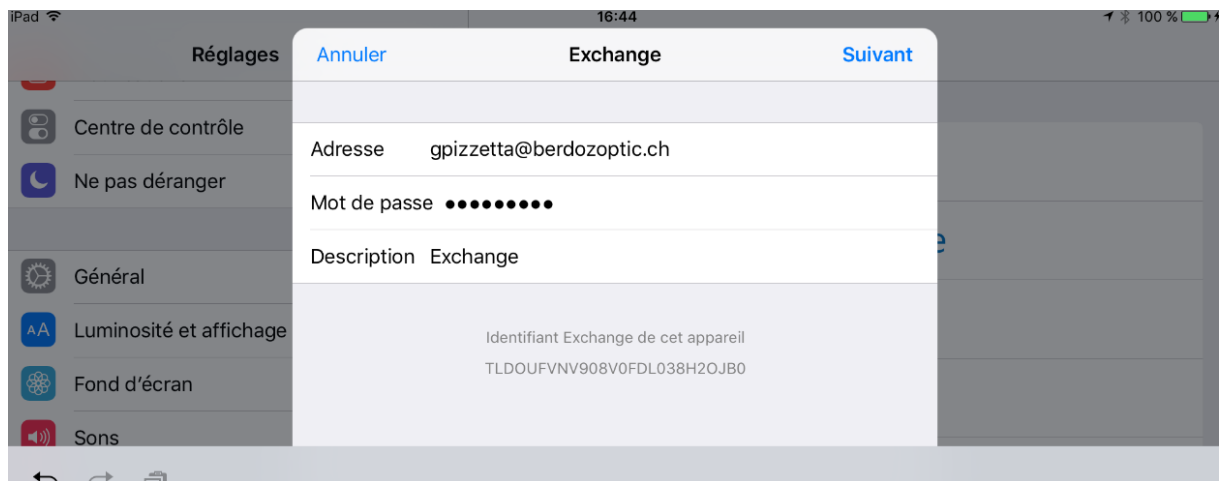 iPad 16:44 100 %
Réglages
Annuler Exchange Suivant
Centre de contrôle
Ne pas déranger
Général
AA Luminosité et affichage
Fond d'écran
Sons
Adresse gpizzetta@berdozoptic.ch
Mot de passe ●●●●●●●●●
Description Exchange
Identifiant Exchange de cet appareil
TLDOUFVNV908V0FDL038H2OJB0
e